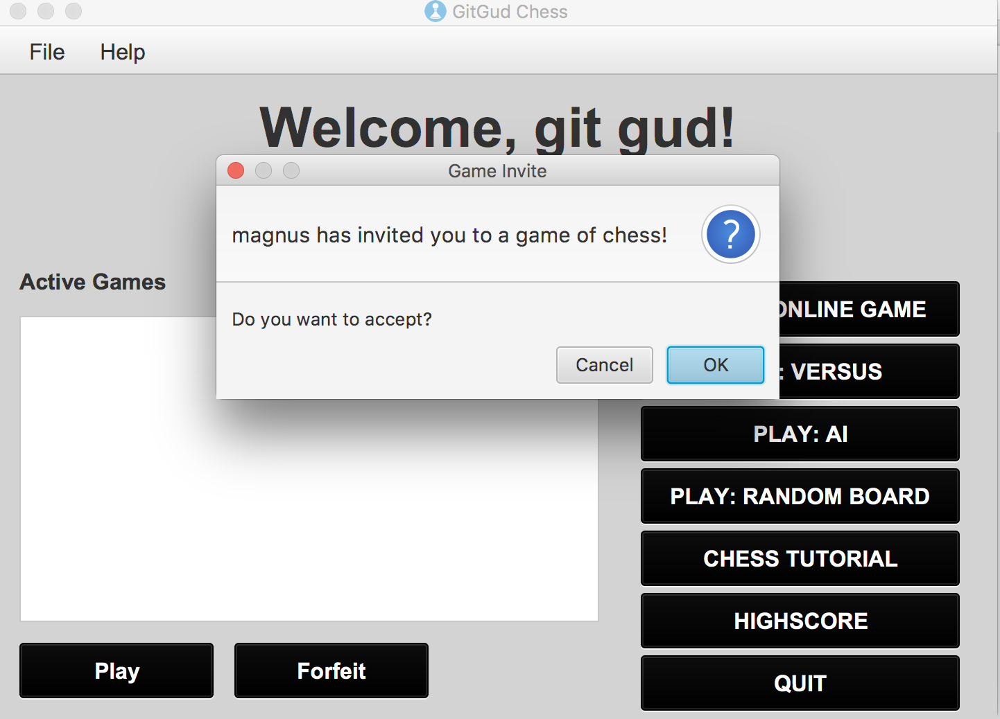 GitGud Chess
File Help
Welcome, git gud!
Game Invite
magnus has invited you to a game of chess!
?
Do you want to accept?
Cancel OK
Active Games
ONLINE GAME
: VERSUS
PLAY: AI
PLAY: RANDOM BOARD
CHESS TUTORIAL
HIGHSCORE
QUIT
Play Forfeit